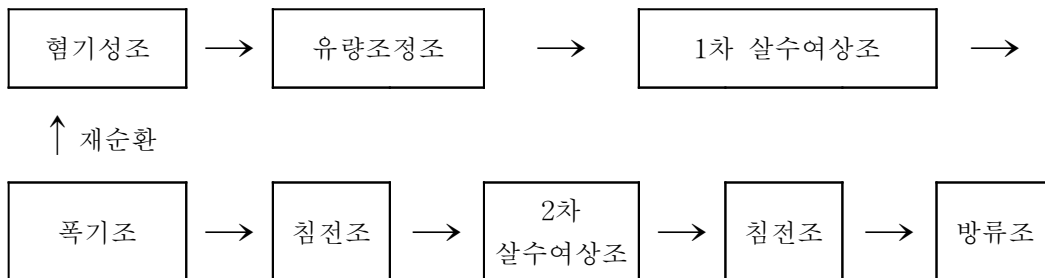 혐기성조 → 유량조정조 → 1차 살수여상조 →
↑ 재순환
폭기조 → 침전조 → 2차 살수여상조 → 침전조 → 방류조